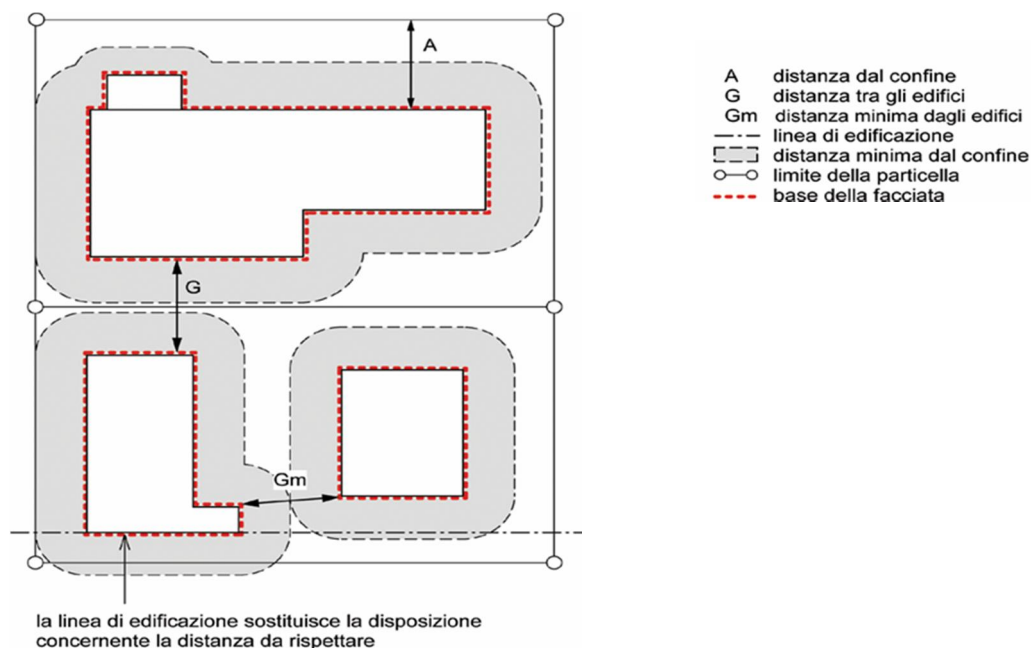 A
G
Gm
la linea di edificazione sostituisce la disposizione
concernente la distanza da rispettare
A distanza dal confine
G distanza tra gli edifici
Gm distanza minima dagli edifici
linea di edificazione
distanza minima dal confine
limite della particella
base della facciata